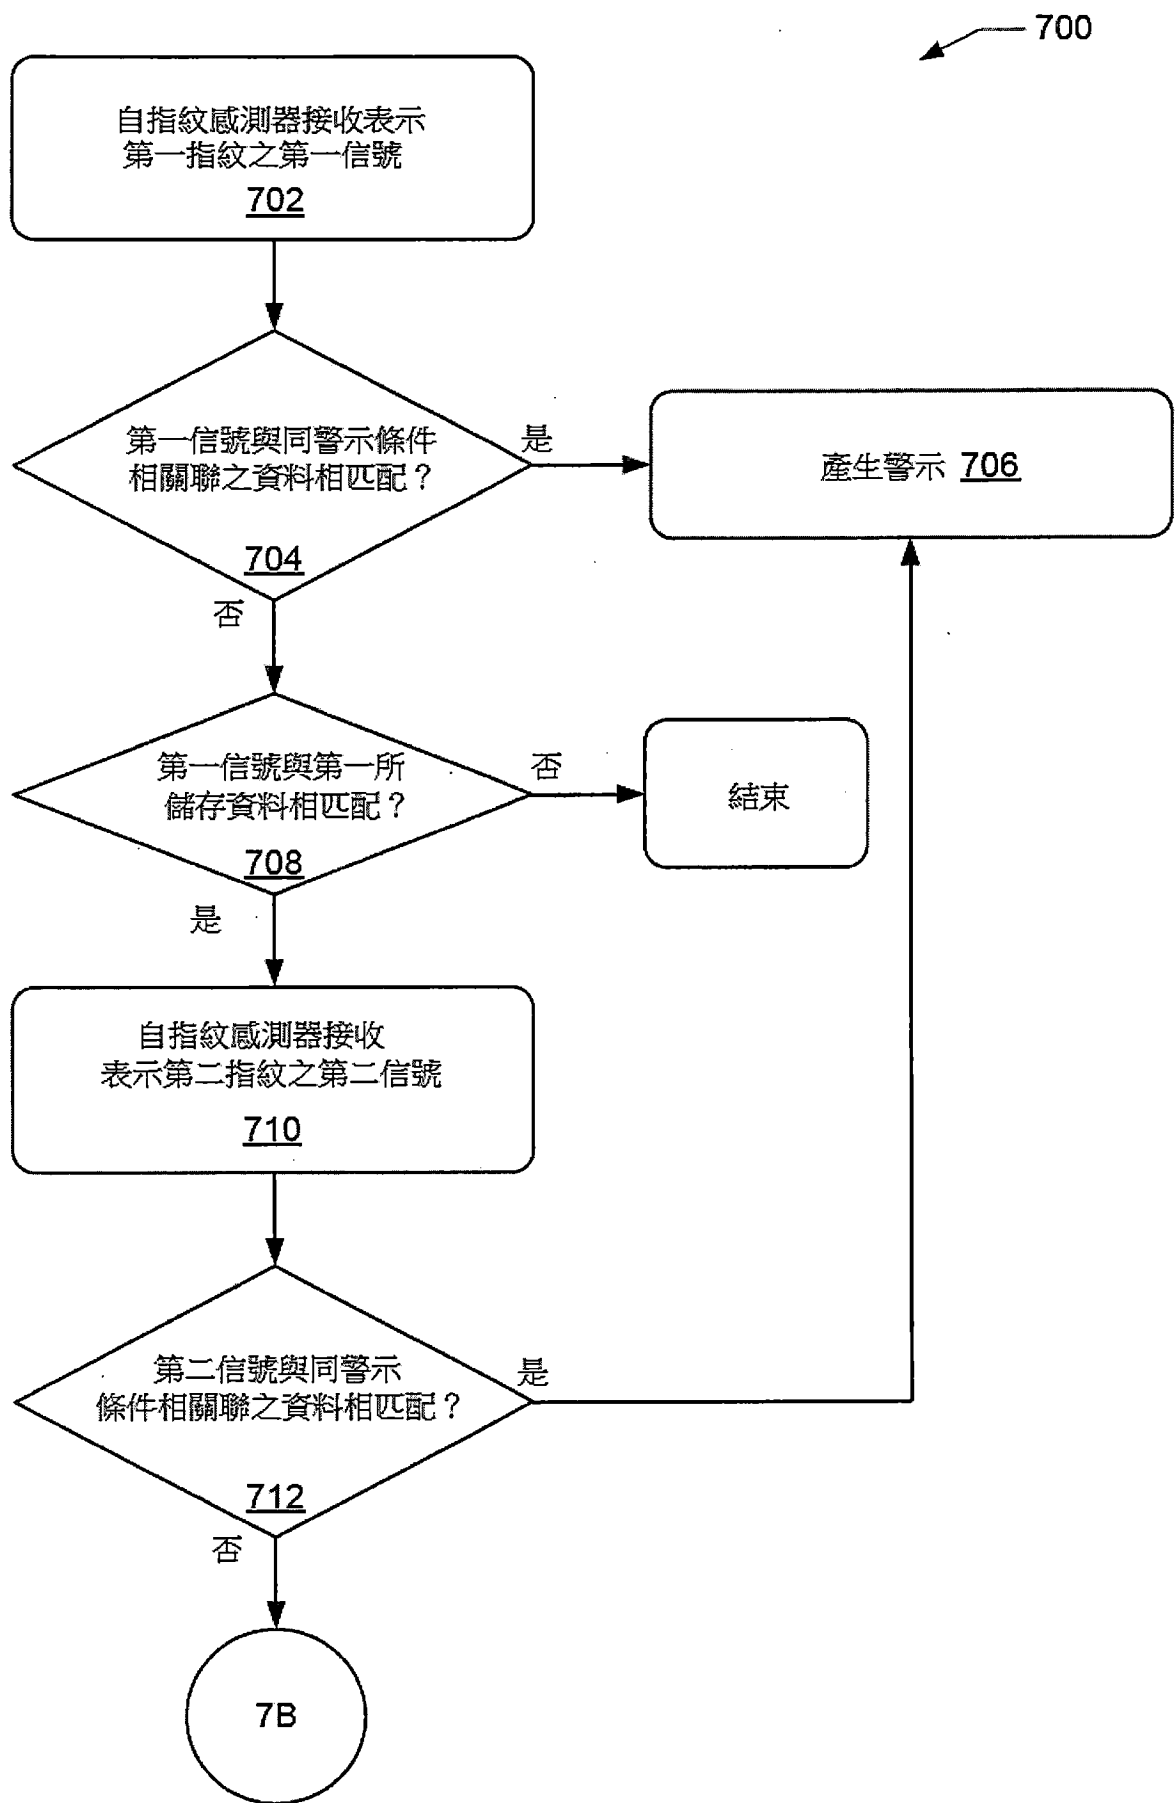 700
自指紋感測器接收表示
第一指紋之第一信號
702
第一信號與同警示條件
相關聯之資料相匹配？
704
是
產生警示 706
否
第一信號與第一所
儲存資料相匹配？
708
否
結束
是
自指紋感測器接收
表示第二指紋之第二信號
710
第二信號與同警示
條件相關聯之資料相匹配？
712
是
否
7B